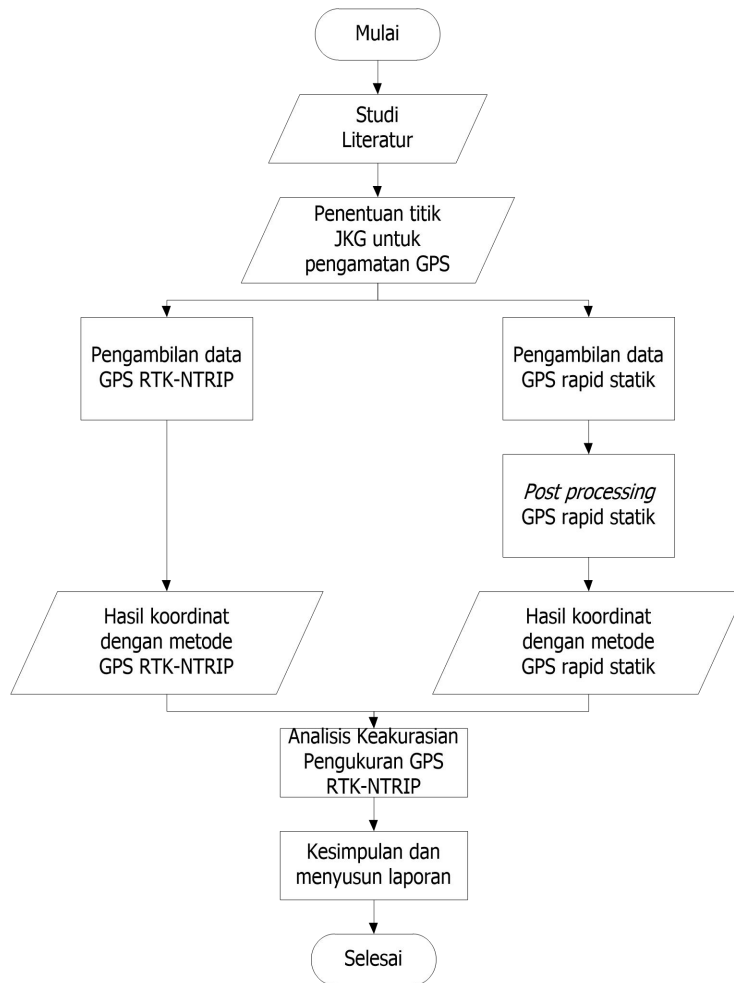 Mulai
Studi
Literatur
Penentuan titik
JKG untuk
pengamatan GPS
Pengambilan data
GPS RTK-NTRIP
Pengambilan data
GPS rapid statik
Post processing
GPS rapid statik
Hasil koordinat
dengan metode
GPS RTK-NTRIP
Hasil koordinat
dengan metode
GPS rapid statik
Analisis Keakurasian
Pengukuran GPS
RTK-NTRIP
Kesimpulan dan
menyusun laporan
Selesai